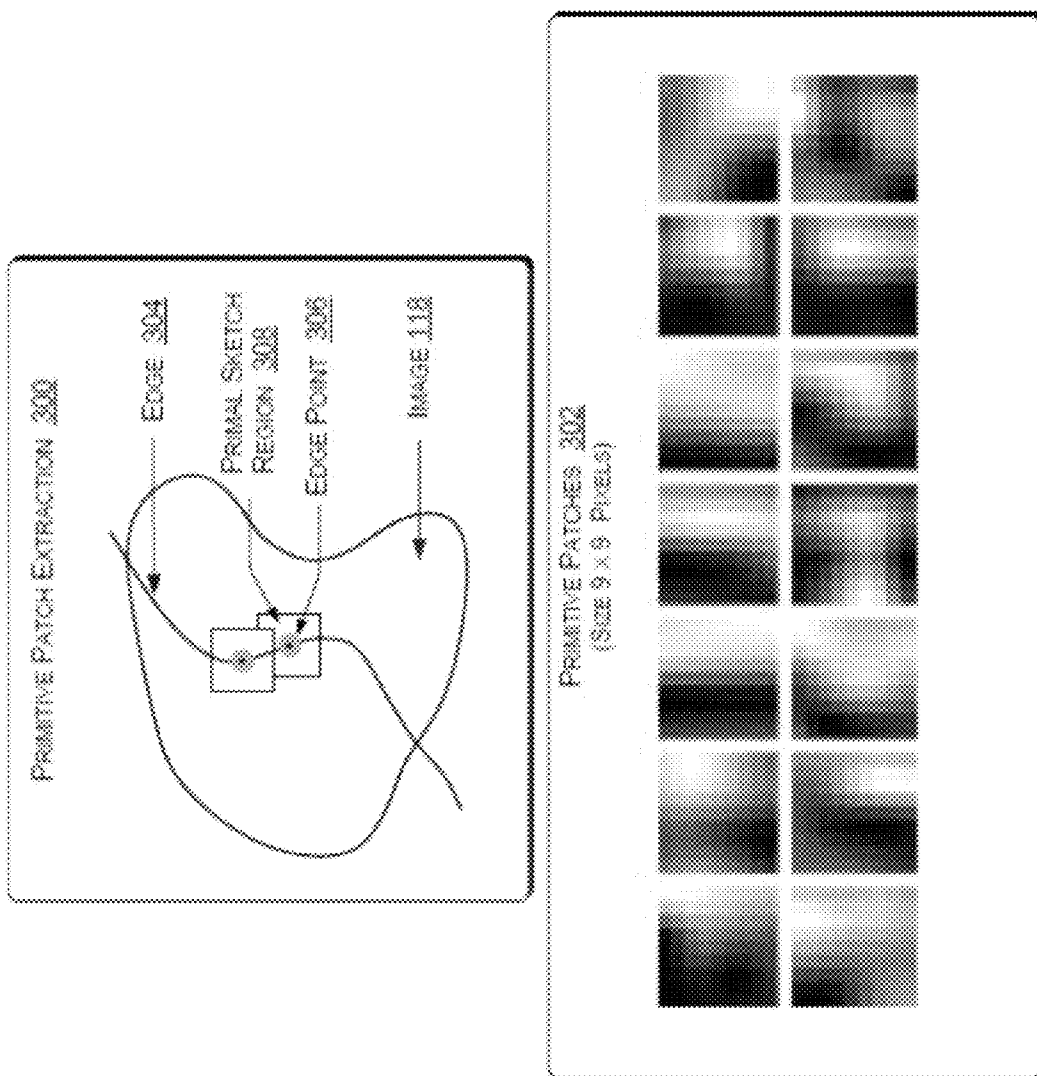 PRIMITIVE PATCH EXTRACTION 300
EDGE 304
PRIMAL SKETCH
REGION 308
EDGE POINT 306
IMAGE 118
PRIMITIVE PATCHES 302
(SIZE 9 X 9 PIXELS)